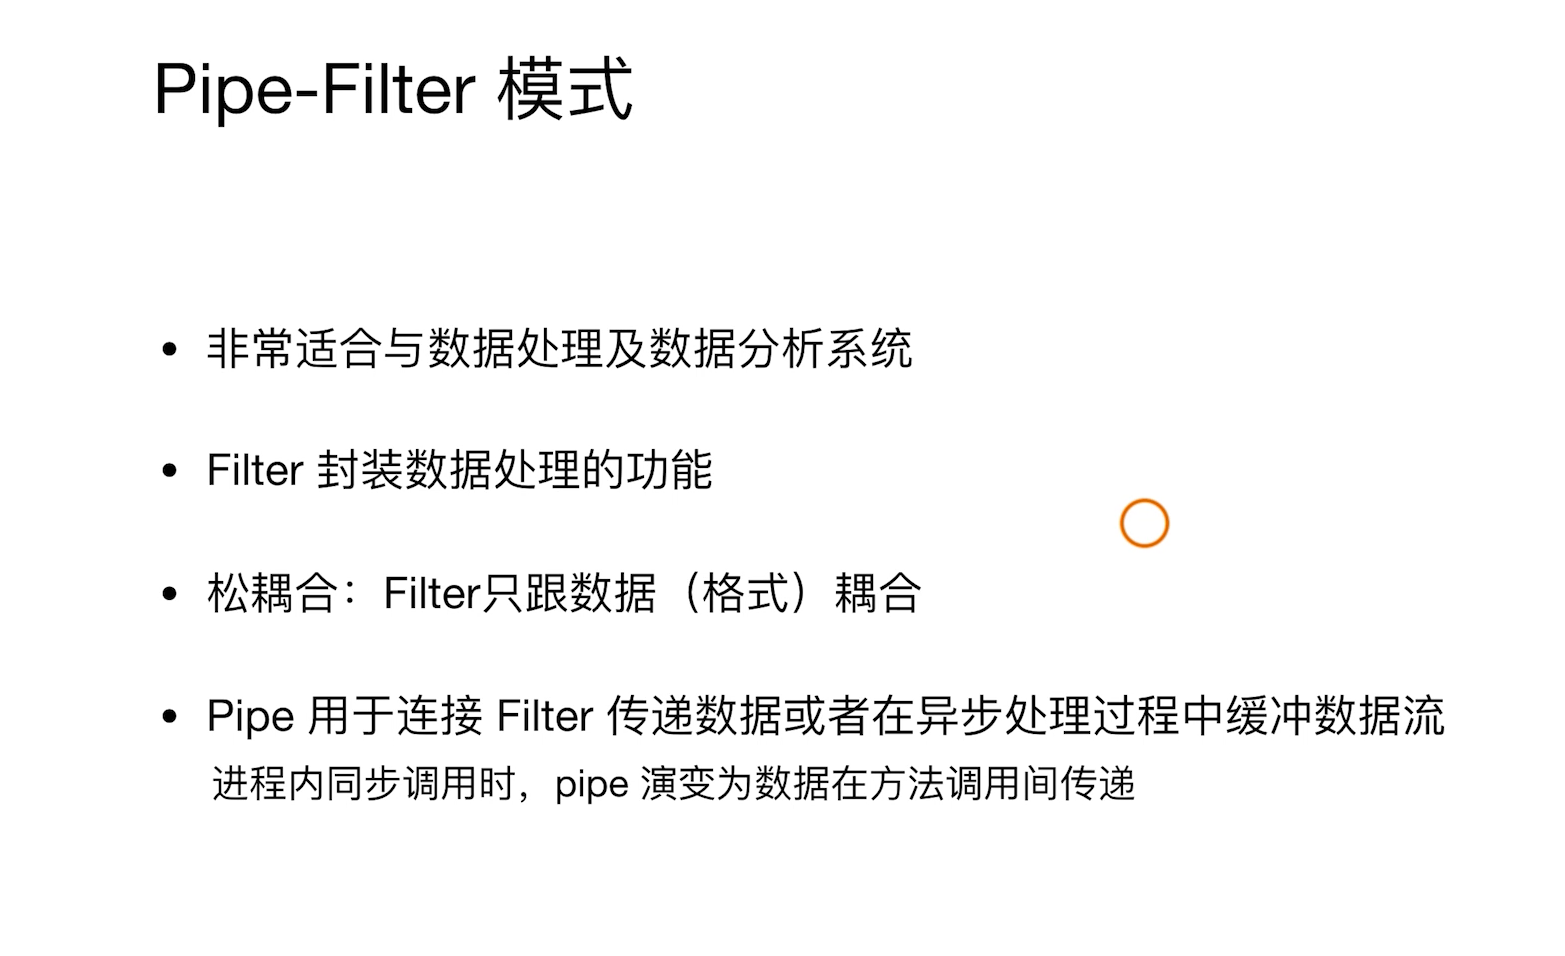 Pipe-Filter 模式
• 非常适合与数据处理及数据分析系统
• Filter 封装数据处理的功能
• 松耦合：Filter只跟数据（格式）耦合
• Pipe 用于连接 Filter 传递数据或者在异步处理过程中缓冲数据流
进程内同步调用时，pipe 演变为数据在方法调用间传递